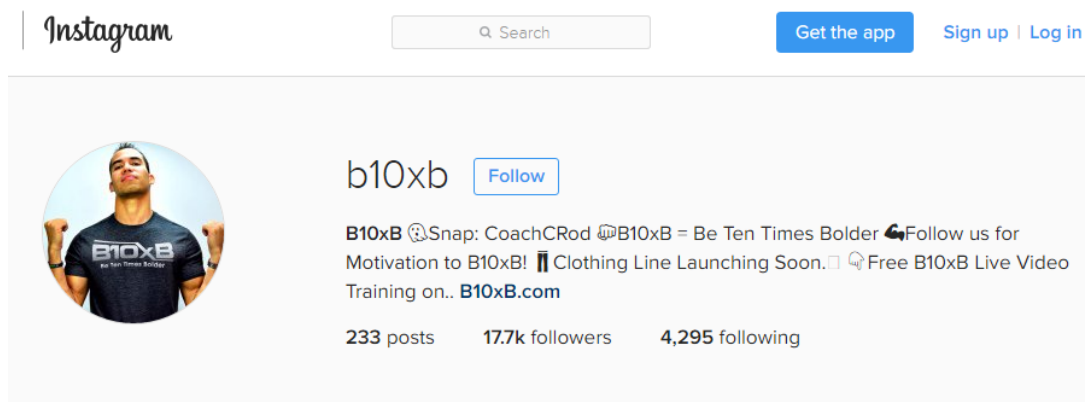 Instagram
Search
Get the app
Sign up | Log in
b10xb
Follow
B10xB
Be Ten Times Bolder
B10xB Snap: CoachCRod B10xB = Be Ten Times Bolder Follow us for
Motivation to B10xB! Clothing Line Launching Soon. Free B10xB Live Video
Training on.. B10xB.com
233 posts 17.7k followers 4,295 following